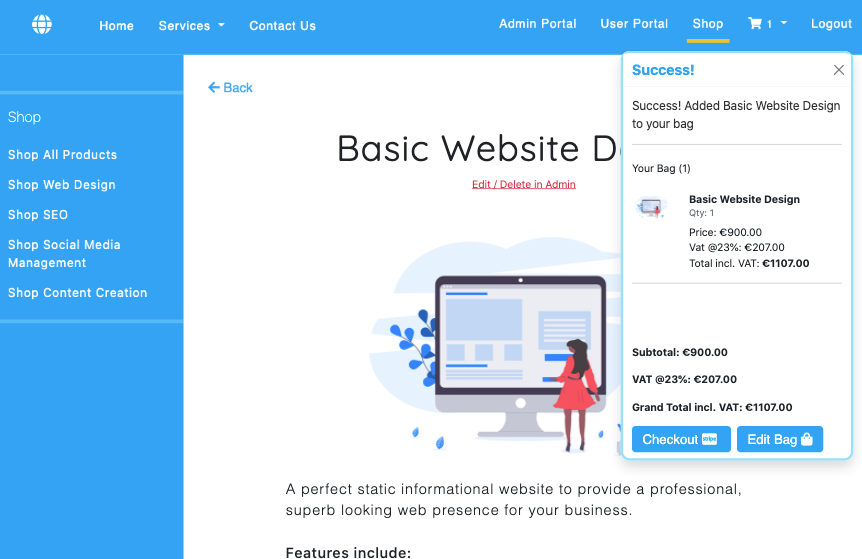 Home
Services
Contact Us
Admin Portal
User Portal
Shop
1
Logout
Shop
Shop All Products
Shop Web Design
Shop SEO
Shop Social Media
Management
Shop Content Creation
Back
Basic Website D
Edit / Delete in Admin
A perfect static informational website to provide a professional,
superb looking web presence for your business.
Features include:
Success!
Success! Added Basic Website Design
to your bag
Your Bag (1)
Basic Website Design
Qty: 1
Price: €900.00
Vat @23%: €207.00
Total incl. VAT: €1107.00
Subtotal: €900.00
VAT @23%: €207.00
Grand Total incl. VAT: €1107.00
Checkout stripe
Edit Bag